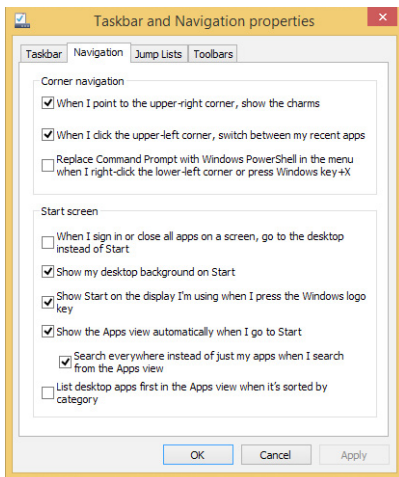 Taskbar and Navigation properties
Taskbar Navigation Jump Lists Toolbars
Corner navigation
When I point to the upper-right corner, show the charms
When I click the upper-left corner, switch between my recent apps
Replace Command Prompt with Windows PowerShell in the menu
when I right-click the lower-left corner or press Windows key+X
Start screen
When I sign in or close all apps on a screen, go to the desktop
instead of Start
Show my desktop background on Start
Show Start on the display I'm using when I press the Windows logo
key
Show the Apps view automatically when I go to Start
Search everywhere instead of just my apps when I search
from the Apps view
List desktop apps first in the Apps view when it's sorted by
category
OK Cancel Apply